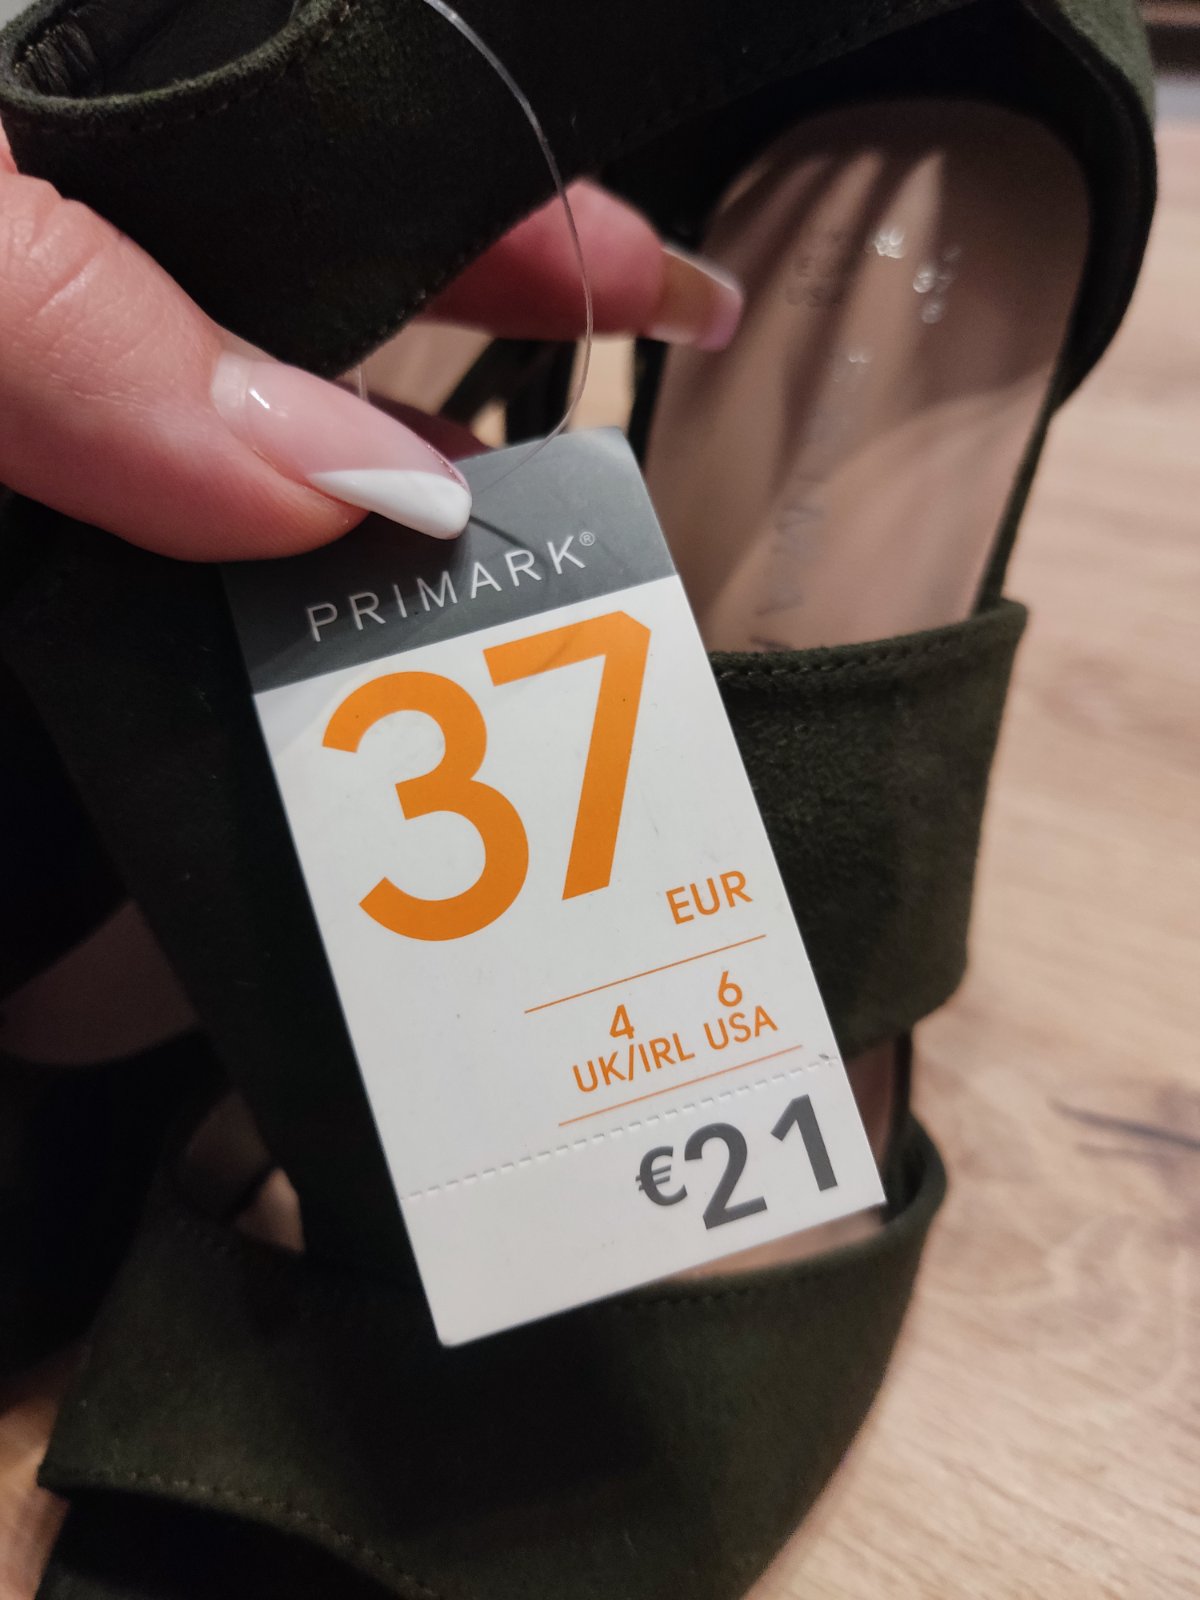 PRIMARK®
37
EUR
4 6
UK/IRL USA
€21